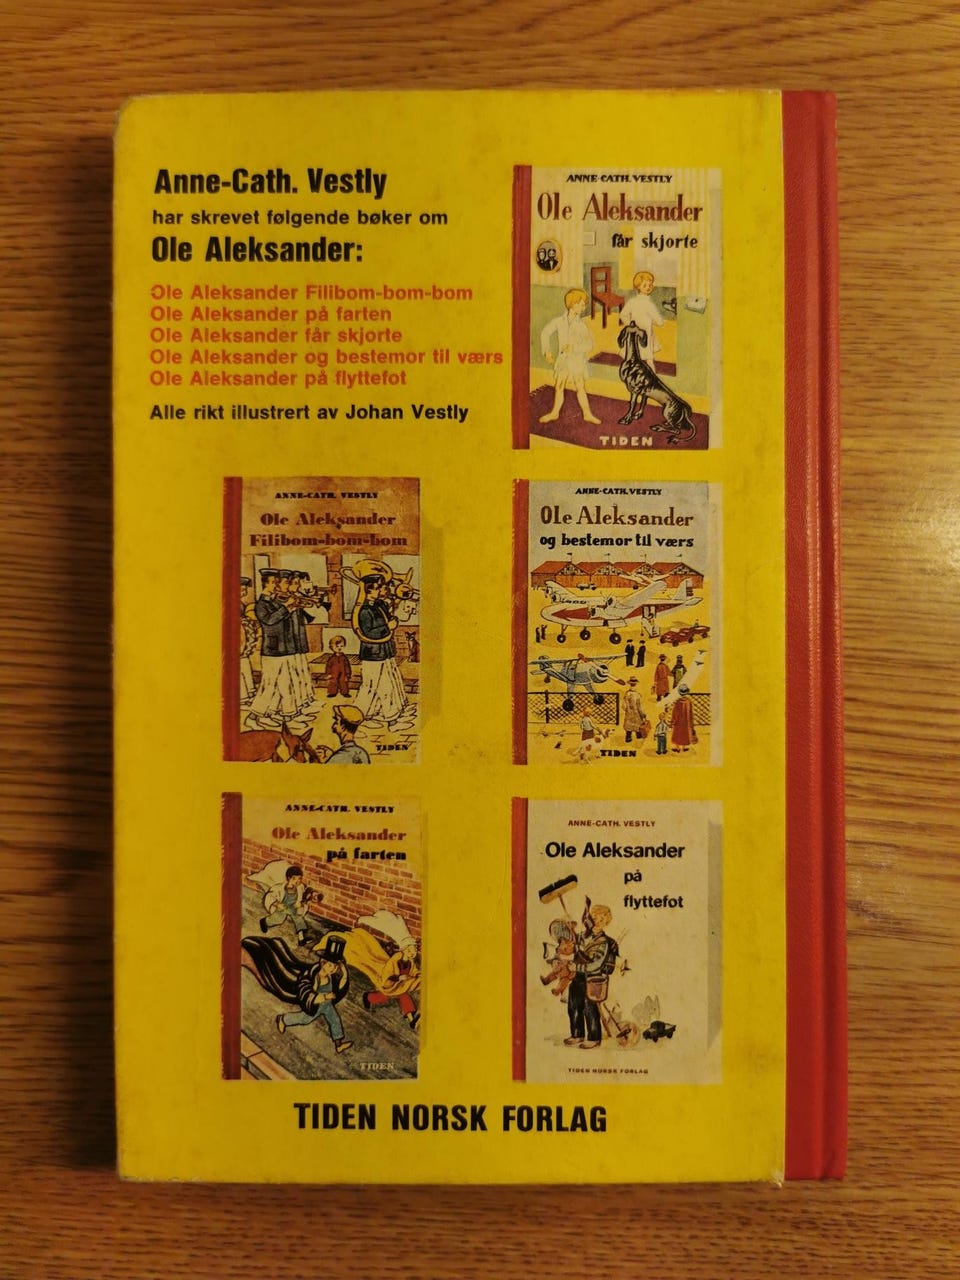 Anne-Cath. Vestly
har skrevet følgende bøker om
Ole Aleksander:
Ole Aleksander Filibom-bom-bom
Ole Aleksander på farten
Ole Aleksander får skjorte
Ole Aleksander og bestemor til værs
Ole Aleksander på flyttefot
Alle rikt illustrert av Johan Vestly
ANNE-CATH. VESTLY
Ole Aleksander
får skjorte
TIDEN
ANNE-CATH. VESTLY
Ole Aleksander
Filibom-bom-bom
TIDEN
ANNE-CATH. VESTLY
Ole Aleksander
og bestemor til værs
TIDEN
ANNE-CATH. VESTLY
Ole Aleksander
på farten
TIDEN
ANNE-CATH. VESTLY
Ole Aleksander
på
flyttefot
TIDEN NORSK FORLAG
TIDEN NORSK FORLAG